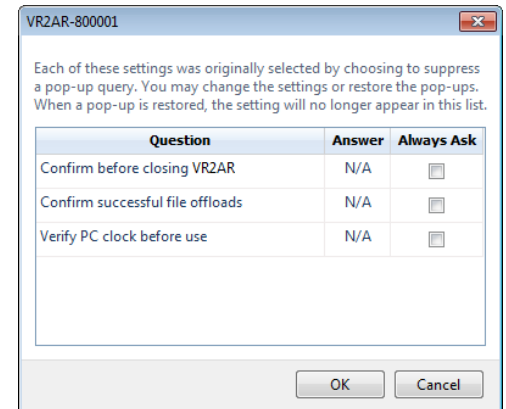 VR2AR-800001
Each of these settings was originally selected by choosing to suppress
a pop-up query. You may change the settings or restore the pop-ups.
When a pop-up is restored, the setting will no longer appear in this list.
Question Answer Always Ask
Confirm before closing VR2AR N/A
Confirm successful file offloads N/A
Verify PC clock before use N/A
OK Cancel